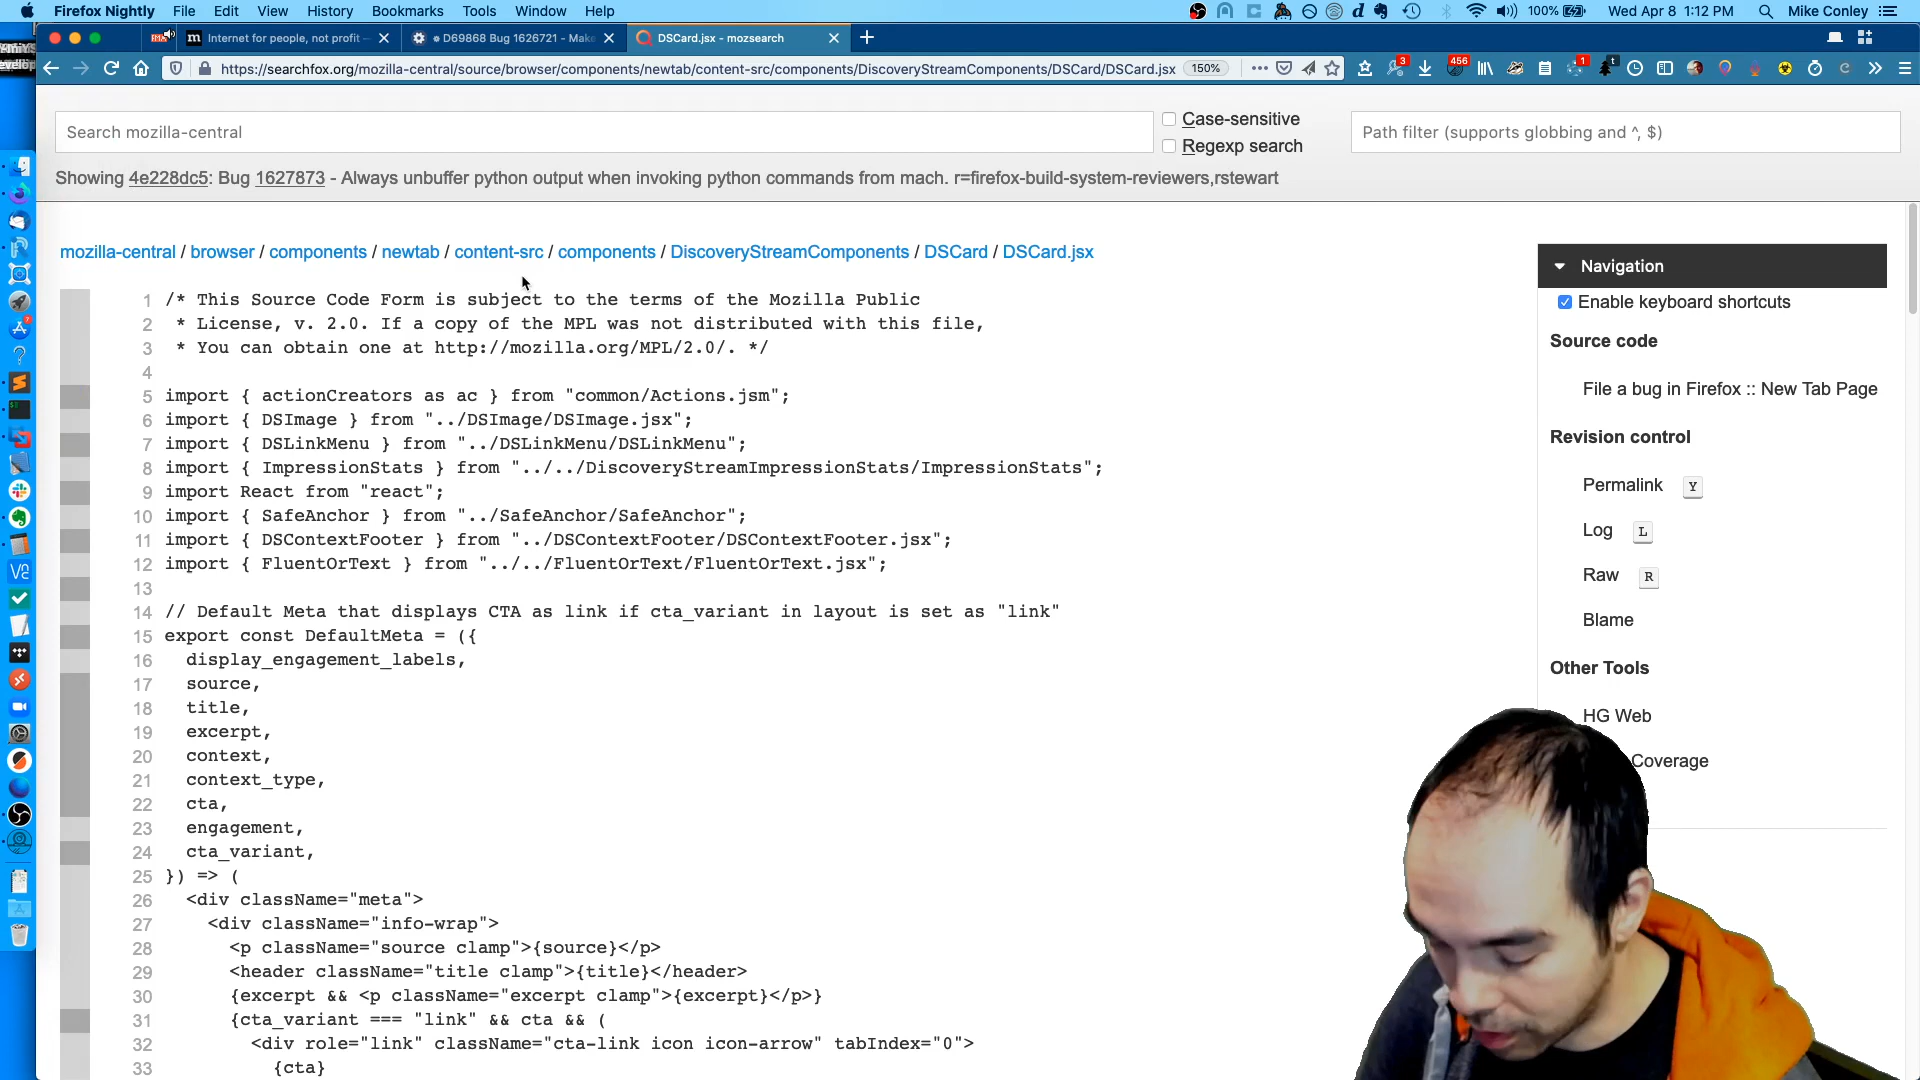 Firefox Nightly File Edit View History Bookmarks Tools Window Help 100% Wed Apr 8 1:12 PM Mike Conley
Internet for people, not profit — D69868 Bug 1626721 - Make DSCard.jsx - mozsearch
https://searchfox.org/mozilla-central/source/browser/components/newtab/content-src/components/DiscoveryStreamComponents/DSCard/DSCard.jsx 150% 3 456 1
Search mozilla-central
Case-sensitive
Regexp search
Path filter (supports globbing and ^, $)
Showing 4e228dc5: Bug 1627873 - Always unbuffer python output when invoking python commands from mach. r=firefox-build-system-reviewers,rstewart
mozilla-central / browser / components / newtab / content-src / components / DiscoveryStreamComponents / DSCard / DSCard.jsx
1 /* This Source Code Form is subject to the terms of the Mozilla Public
2  * License, v. 2.0. If a copy of the MPL was not distributed with this file,
3  * You can obtain one at http://mozilla.org/MPL/2.0/. */
4
5 import { actionCreators as ac } from "common/Actions.jsm";
6 import { DSImage } from "../DSImage/DSImage.jsx";
7 import { DSLinkMenu } from "../DSLinkMenu/DSLinkMenu";
8 import { ImpressionStats } from "../../DiscoveryStreamImpressionStats/ImpressionStats";
9 import React from "react";
10 import { SafeAnchor } from "../SafeAnchor/SafeAnchor";
11 import { DSContextFooter } from "../DSContextFooter/DSContextFooter.jsx";
12 import { FluentOrText } from "../../FluentOrText/FluentOrText.jsx";
13
14 // Default Meta that displays CTA as link if cta_variant in layout is set as "link"
15 export const DefaultMeta = ({
16   display_engagement_labels,
17   source,
18   title,
19   excerpt,
20   context,
21   context_type,
22   cta,
23   engagement,
24   cta_variant,
25 }) => (
26   <div className="meta">
27     <div className="info-wrap">
28       <p className="source clamp">{source}</p>
29       <header className="title clamp">{title}</header>
30       {excerpt && <p className="excerpt clamp">{excerpt}</p>}
31       {cta_variant === "link" && cta && (
32         <div role="link" className="cta-link icon icon-arrow" tabIndex="0">
33           {cta}
Navigation
Enable keyboard shortcuts
Source code
File a bug in Firefox :: New Tab Page
Revision control
Permalink Y
Log L
Raw R
Blame
Other Tools
HG Web
Coverage